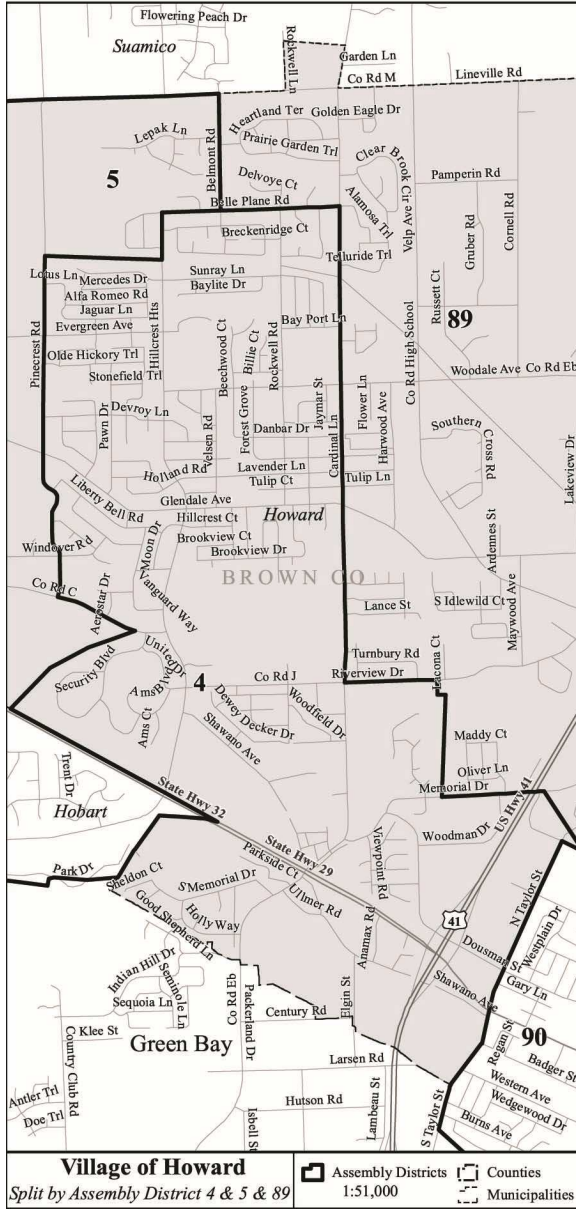 Flowering Peach Dr
Suamico
Rockwell Ln
Garden Ln
Co Rd M
Lineville Rd
Heartland Ter
Golden Eagle Dr
Lepak Ln
Belmont Rd
Prairie Garden Trl
Clear Brook Cir
5
Delvoye Ct
Pamperin Rd
Belle Plane Rd
Alamosa Trl
Velp Ave
Gruber Rd
Cornell Rd
Breckenridge Ct
Telluride Trl
Lotus Ln
Mercedes Dr
Sunray Ln
Baylite Dr
Alfa Romeo Rd
Jaguar Ln
Russett Ct
Evergreen Ave
Hillcrest Hts
Bay Port Ln
89
Pinecrest Rd
Olde Hickory Trl
Beechwood Ct
Billie Ct
Rockwell Rd
Co Rd High School
Stonefield Trl
Woodale Ave
Co Rd Eb
Devroy Ln
Pawn Dr
Velsen Rd
Forest Grove
Danbar Dr
Jaymar St
Cardinal Ln
Flower Ln
Harwood Ave
Southern Cross Rd
Holland Rd
Lavender Ln
Tulip Ct
Tulip Ln
Lakeview Dr
Liberty Bell Rd
Glendale Ave
Hillcrest Ct
Howard
Brookview Ct
Brookview Dr
Moon Dr
Windover Rd
Ardennes St
BROWN CO
Co Rd C
Aerostar Dr
Vanguard Way
Lance St
S Idlewild Ct
Maywood Ave
Turnbury Rd
Lacona Ct
United Dr
Security Blvd
Ams Blvd
4
Co Rd J
Riverview Dr
Ams Ct
Dewey Decker Dr
Woodfield Dr
Shawano Ave
Maddy Ct
Trent Dr
Oliver Ln
Memorial Dr
US Hwy 41
Hobart
State Hwy 32
Woodman Dr
State Hwy 29
Parkside Ct
Viewpoint Rd
Park Dr
Sheldon Ct
S Memorial Dr
Ullmer Rd
N Taylor St
Good Shepherd Ln
Holly Way
Anamax Rd
41
Westplain Dr
Dousman St
Indian Hill Dr
Seminole Ln
Gary Ln
Shawano Ave
Sequoia Ln
Co Rd Eb
Packerland Dr
Century Rd
Elgin St
Klee St
Green Bay
Regan St
90
Country Club Rd
Larsen Rd
Badger St
Western Ave
Antler Trl
Doe Trl
Hutson Rd
Lambeau St
Wedgewood Dr
Isbell St
S Taylor St
Burns Ave
Village of Howard
Split by Assembly District 4 & 5 & 89
Assembly Districts
Counties
1:51,000
Municipalities